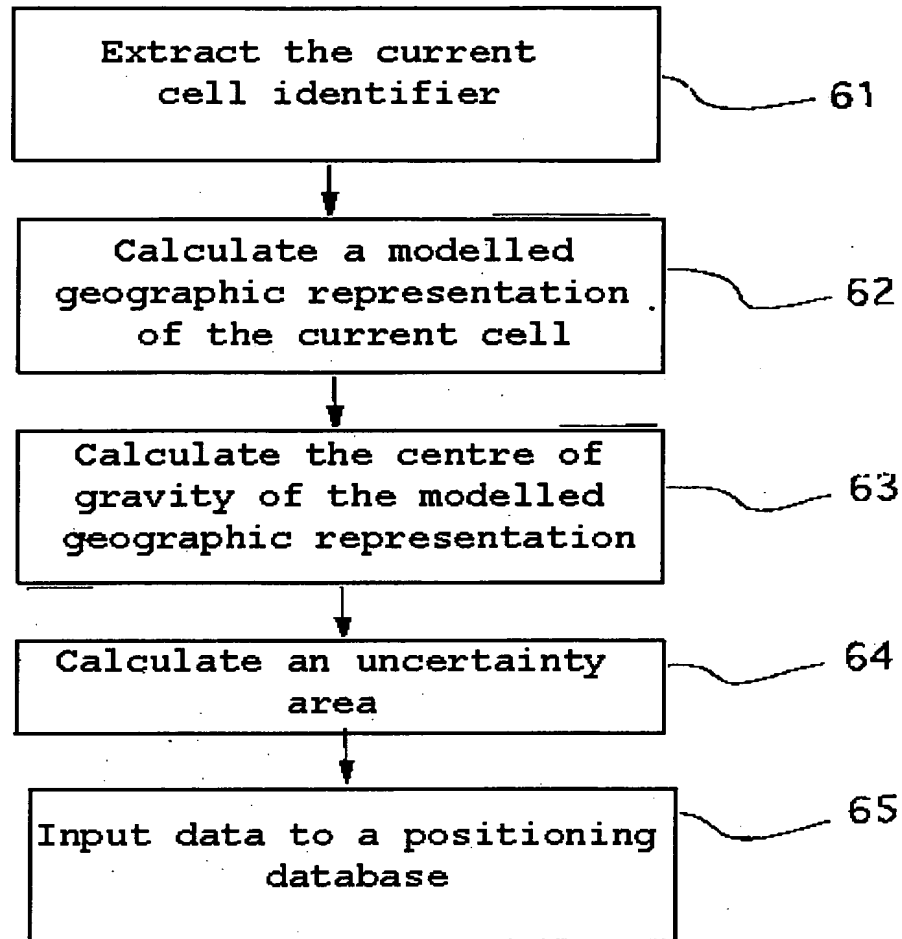 Extract the current
cell identifier
61
Calculate a modelled
geographic representation
of the current cell
62
Calculate the centre of
gravity of the modelled
geographic representation
63
Calculate an uncertainty
area
64
Input data to a positioning
database
65